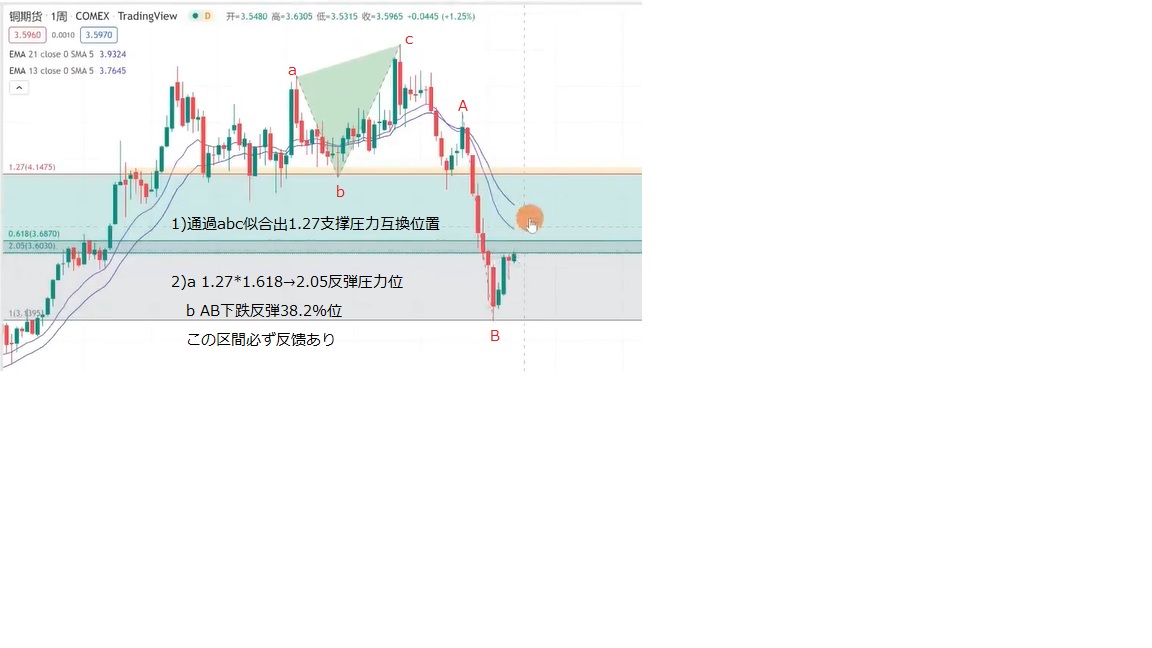 铜期货 · 1周 · COMEX · TradingView D 开=3.5480 高=3.6305 低=3.5315 收=3.5965 +0.0445 (+1.25%)
3.5960 0.0010 3.5970
EMA 21 close 0 SMA 5 3.9324
EMA 13 close 0 SMA 5 3.7645
c
a
A
1.27(4.1475)
b
1)通過abc似合出1.27支撑圧力互換位置
0.618(3.6870)
2.05(3.6030)
2)a 1.27*1.618→2.05反弾圧力位
b AB下跌反弾38.2%位
1(3.1395)
この区間必ず反馈あり
B